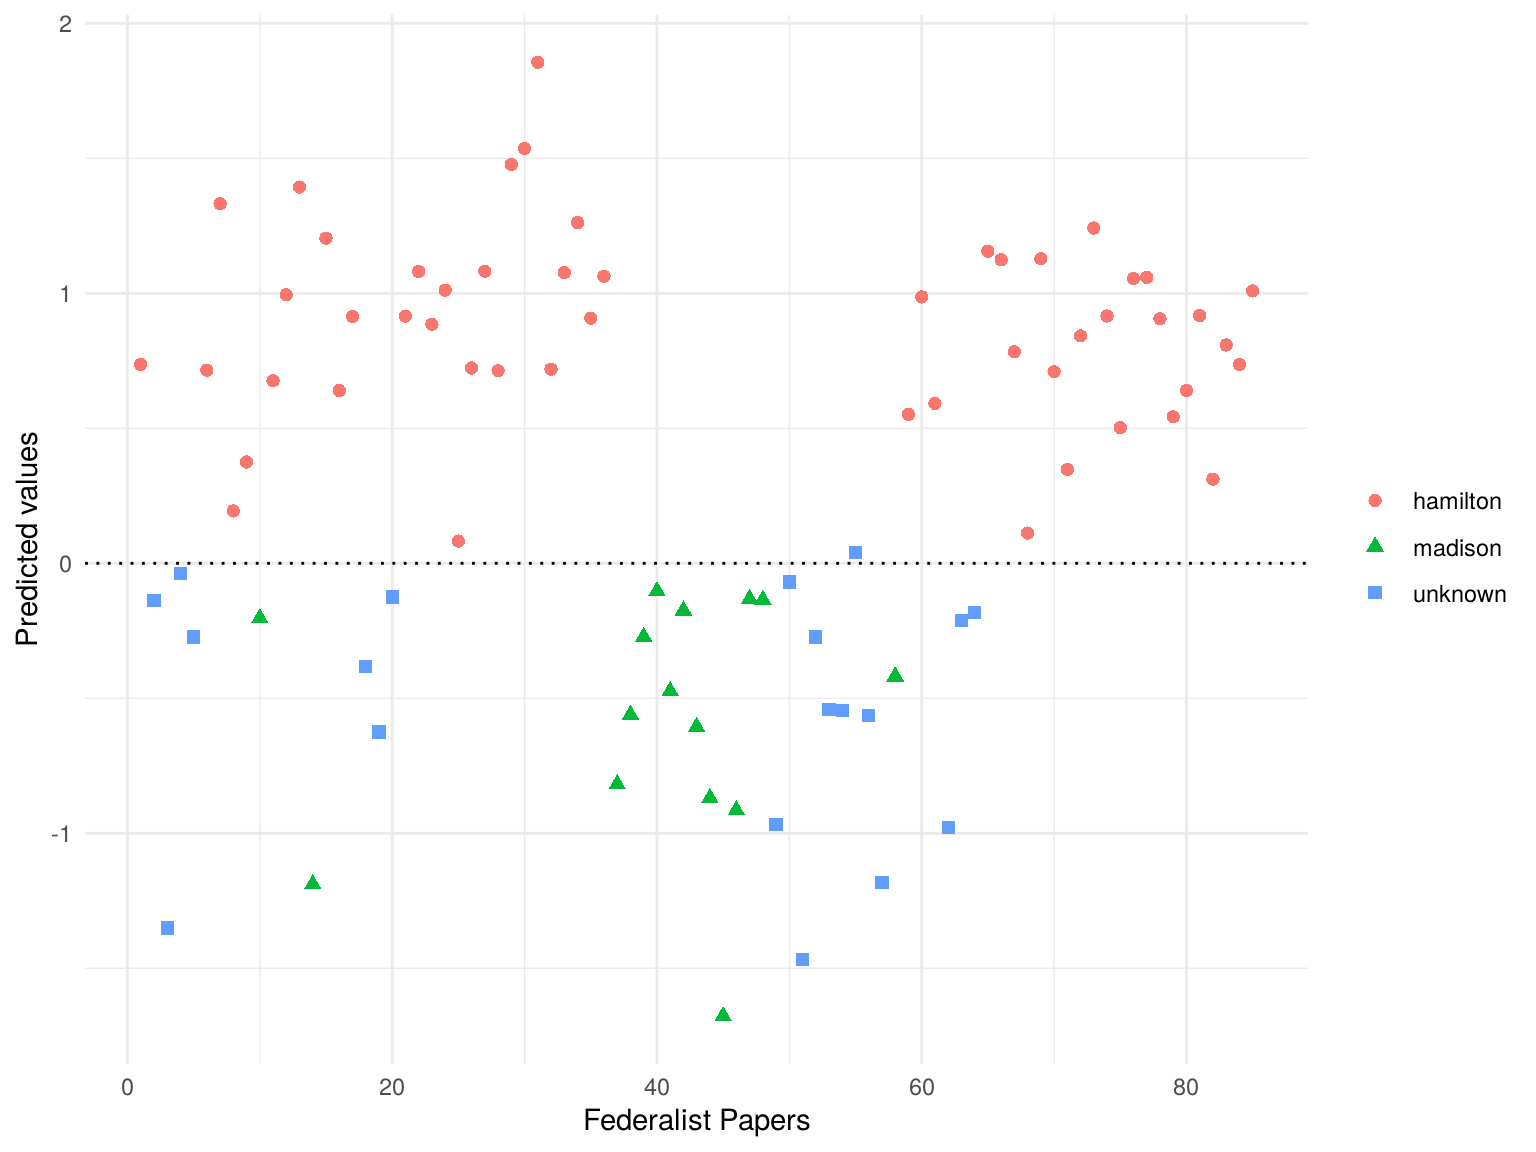 2
1
0
-1
Predicted values
0 20 40 60 80
Federalist Papers
hamilton
madison
unknown